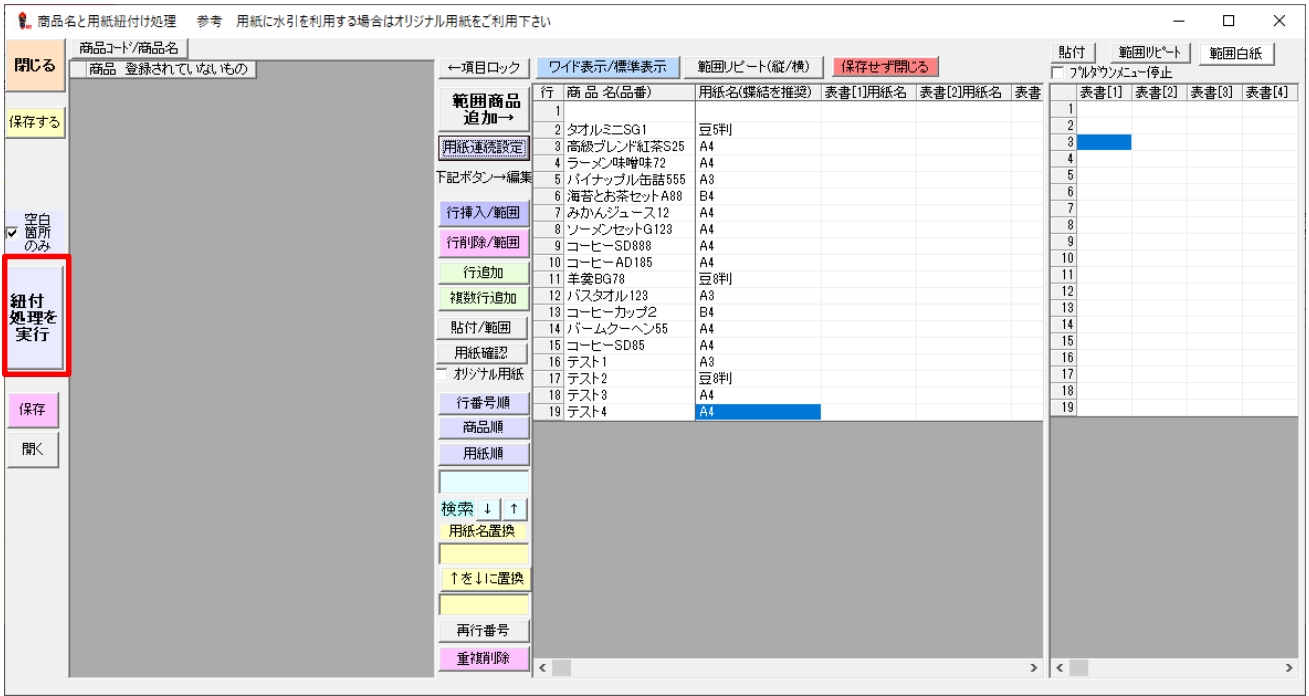 商品名と用紙紐付け処理　参考　用紙に水引を利用する場合はオリジナル用紙をご利用下さい
閉じる
保存する
空白
箇所
のみ
紐付
処理を
実行
保存
開く
商品コード/商品名
商品 登録されていないもの
←項目ロック
範囲商品
追加→
用紙連続設定
下記ボタン→編集
行挿入/範囲
行削除/範囲
行追加
複数行追加
貼付/範囲
用紙確認
オリジナル用紙
行番号順
商品順
用紙順
検索 ↓ ↑
用紙名置換
↑を↓に置換
再行番号
重複削除
ワイド表示/標準表示 範囲リピート(縦/横) 保存せず閉じる
行 商 品 名(品番) 用紙名(蝶結を推奨) 表書[1]用紙名 表書[2]用紙名 表書
1
2 タオルミニSG1 豆5判
3 高級ブレンド紅茶S25 A4
4 ラーメン味噌味72 A4
5 パイナップル缶詰555 A3
6 海苔とお茶セットA88 B4
7 みかんジュース12 A4
8 ソーメンセットG123 A4
9 コーヒーSD888 A4
10 コーヒーAD185 A4
11 羊羹BG78 豆8判
12 バスタオル123 A3
13 コーヒーカップ2 B4
14 バームクーヘン55 A4
15 コーヒーSD85 A4
16 テスト1 A3
17 テスト2 豆8判
18 テスト3 A4
19 テスト4 A4
貼付 範囲リピート 範囲白紙
プルダウンメニュー停止
表書[1] 表書[2] 表書[3] 表書[4]
1
2
3
4
5
6
7
8
9
10
11
12
13
14
15
16
17
18
19